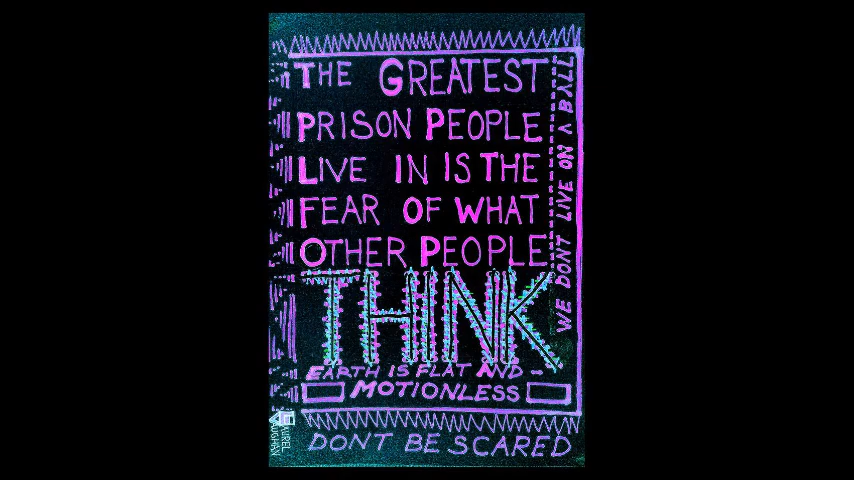 THE GREATEST
PRISON PEOPLE
LIVE IN IS THE
FEAR OF WHAT
OTHER PEOPLE
THINK
EARTH IS FLAT AND -
MOTIONLESS
DONT BE SCARED
WE DONT LIVE ON A BALL